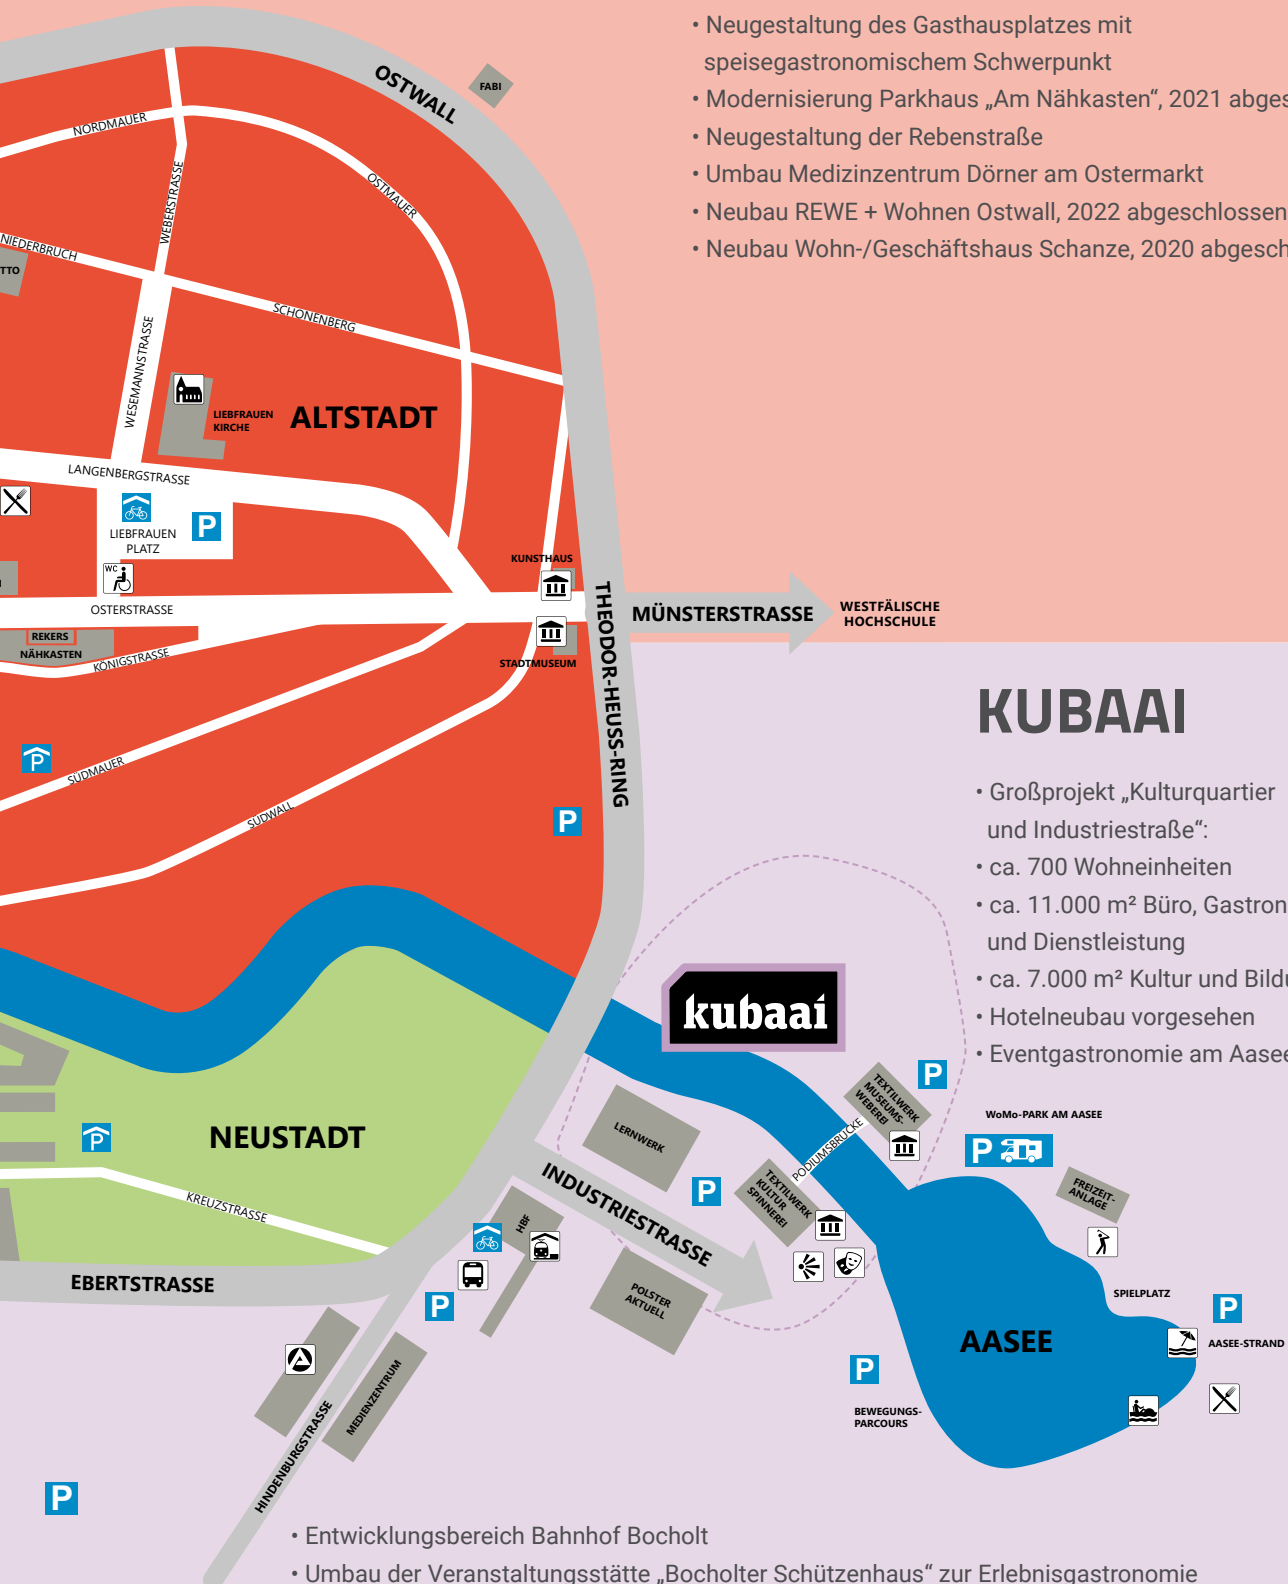 • Neugestaltung des Gasthausplatzes mit
speisegastronomischem Schwerpunkt
• Modernisierung Parkhaus „Am Nähkasten“, 2021 abges
• Neugestaltung der Rebenstraße
• Umbau Medizinzentrum Dörner am Ostermarkt
• Neubau REWE + Wohnen Ostwall, 2022 abgeschlossen
• Neubau Wohn-/Geschäftshaus Schanze, 2020 abgesch
OSTWALL
FABI
NORDMAUER
WEBERSTRASSE
OSTMAUER
NIEDERBRUCH
TTO
SCHONENBERG
WESEMANNSTRASSE
LIEBFRAUEN
KIRCHE
ALTSTADT
LANGENBERGSTRASSE
P
LIEBFRAUEN
PLATZ
WC
KUNSTHAUS
OSTERSTRASSE
THEODOR-HEUSS-RING
MÜNSTERSTRASSE
WESTFÄLISCHE
HOCHSCHULE
REKERS
NÄHKASTEN
KÖNIGSTRASSE
STADTMUSEUM
KUBAAI
P
SÜDMAUER
SÜDWALL
P
• Großprojekt „Kulturquartier
und Industriestraße“:
• ca. 700 Wohneinheiten
• ca. 11.000 m² Büro, Gastron
und Dienstleistung
• ca. 7.000 m² Kultur und Bildu
• Hotelneubau vorgesehen
• Eventgastronomie am Aasee
kubaai
P
TEXTILWERK
MUSEUMS-
WEBEREI
WoMo-PARK AM AASEE
P
NEUSTADT
P
LERNWERK
PODIUMSBRÜCKE
INDUSTRIESTRASSE
P
TEXTILWERK
KULTUR
SPINNEREI
FREIZEIT-
ANLAGE
KREUZSTRASSE
HBF
EBERTSTRASSE
P
POLSTER
AKTUELL
SPIELPLATZ
P
AASEE
AASEE-STRAND
P
BEWEGUNGS-
PARCOURS
MEDIENZENTRUM
HINDENBURGSTRASSE
P
• Entwicklungsbereich Bahnhof Bocholt
• Umbau der Veranstaltungsstätte „Bocholter Schützenhaus“ zur Erlebnisgastronomie